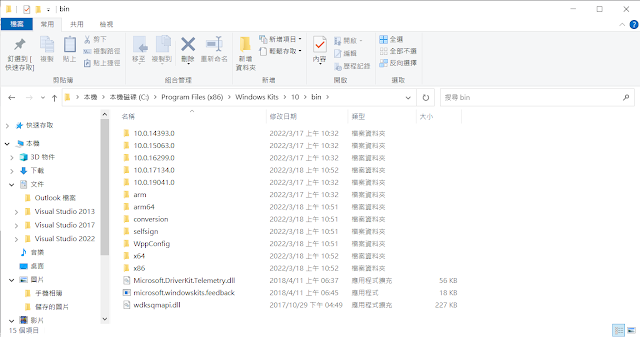 bin
檔案 常用 共用 檢視
釘選到 [快速存取]
複製
貼上
剪下
複製路徑
貼上捷徑
剪貼簿
移至
複製到
刪除
重新命名
組合管理
新增資料夾
新增項目
輕鬆存取
新增
內容
開啟
編輯
歷程記錄
開啟
全選
全部不選
反向選擇
選取
本機 > 本機磁碟 (C:) > Program Files (x86) > Windows Kits > 10 > bin >
搜尋 bin
快速存取
本機
3D 物件
下載
文件
Outlook 檔案
Visual Studio 2013
Visual Studio 2017
Visual Studio 2022
音樂
桌面
圖片
手機相簿
儲存的圖片
影片
名稱 修改日期 類型 大小
10.0.14393.0 2022/3/17 上午 10:32 檔案資料夾
10.0.15063.0 2022/3/17 上午 10:32 檔案資料夾
10.0.16299.0 2022/3/17 上午 10:32 檔案資料夾
10.0.17134.0 2022/3/18 上午 10:52 檔案資料夾
10.0.19041.0 2022/3/17 上午 10:32 檔案資料夾
arm 2022/3/17 上午 10:32 檔案資料夾
arm64 2022/3/18 上午 10:51 檔案資料夾
conversion 2022/3/18 上午 10:51 檔案資料夾
selfsign 2022/3/18 上午 10:51 檔案資料夾
WppConfig 2022/3/18 上午 10:51 檔案資料夾
x64 2022/3/18 上午 10:52 檔案資料夾
x86 2022/3/18 上午 10:51 檔案資料夾
Microsoft.DriverKit.Telemetry.dll 2018/4/11 上午 06:37 應用程式擴充 56 KB
microsoft.windowskits.feedback 2018/4/11 上午 06:45 應用程式 18 KB
wdksqmapi.dll 2017/10/29 下午 04:49 應用程式擴充 227 KB
15 個項目